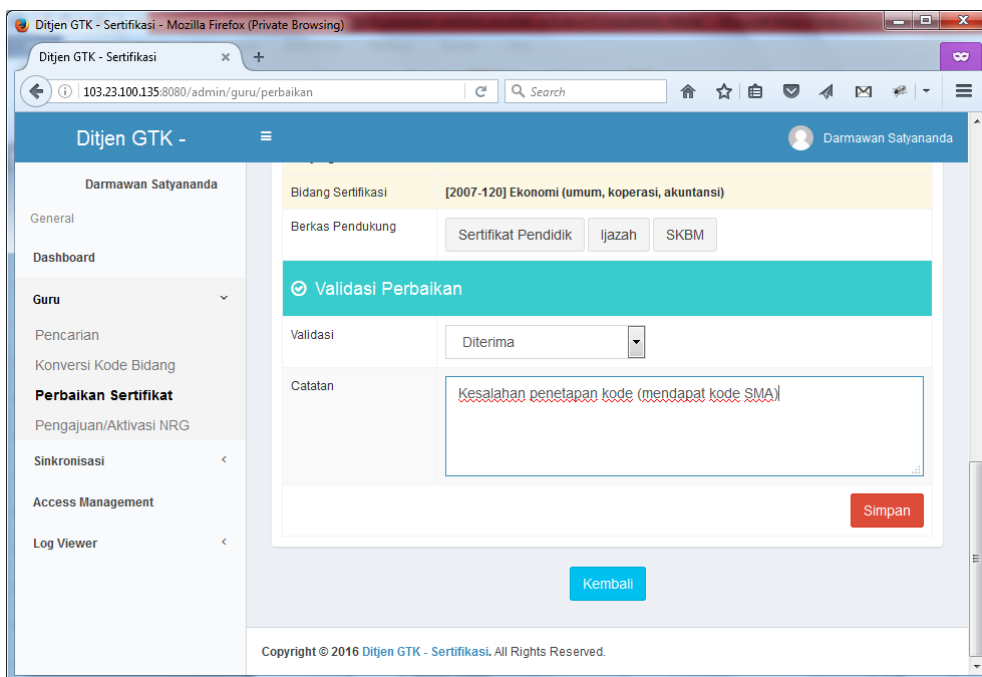 Ditjen GTK - Sertifikasi - Mozilla Firefox (Private Browsing)
Ditjen GTK - Sertifikasi
103.23.100.135:8080/admin/guru/perbaikan
Search
Ditjen GTK -
Darmawan Satyananda
Darmawan Satyananda
General
Dashboard
Guru
Pencarian
Konversi Kode Bidang
Perbaikan Sertifikat
Pengajuan/Aktivasi NRG
Sinkronisasi
Access Management
Log Viewer
Bidang Sertifikasi [2007-120] Ekonomi (umum, koperasi, akuntansi)
Berkas Pendukung Sertifikat Pendidik Ijazah SKBM
Validasi Perbaikan
Validasi Diterima
Catatan Kesalahan penetapan kode (mendapat kode SMA)
Simpan
Kembali
Copyright © 2016 Ditjen GTK - Sertifikasi. All Rights Reserved.